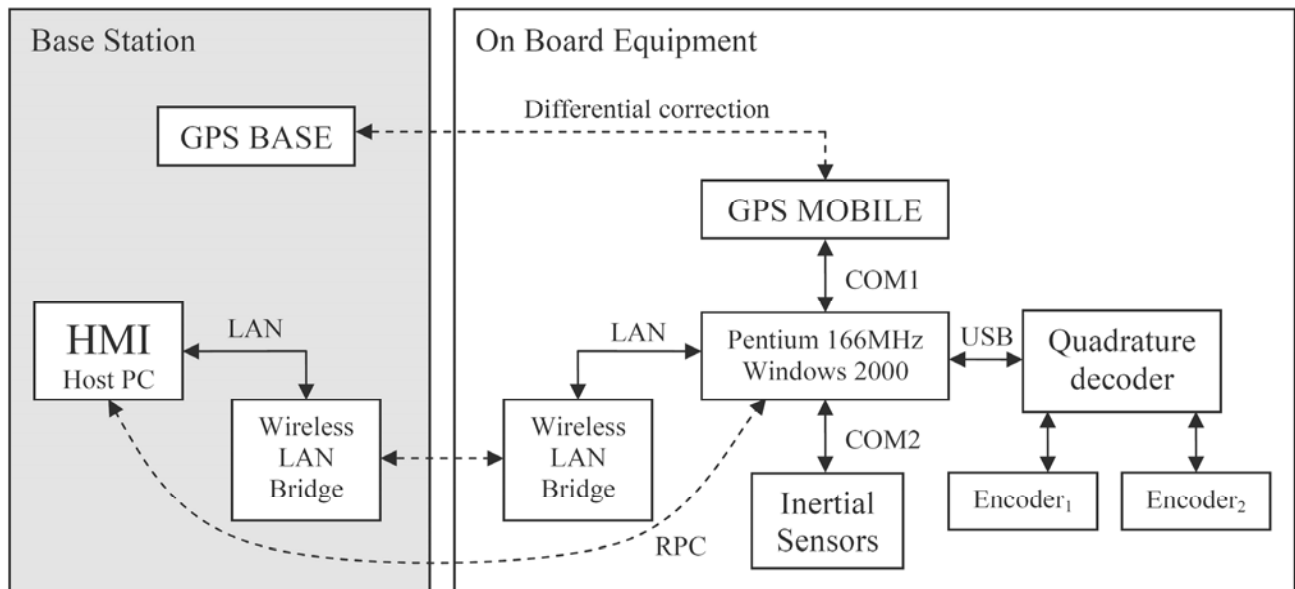 Base Station
On Board Equipment
Differential correction
GPS BASE
GPS MOBILE
COM1
HMI
Host PC
LAN
LAN
Pentium 166MHz
Windows 2000
USB
Quadrature
decoder
Wireless
LAN
Bridge
Wireless
LAN
Bridge
COM2
Inertial
Sensors
Encoder₁
Encoder₂
RPC